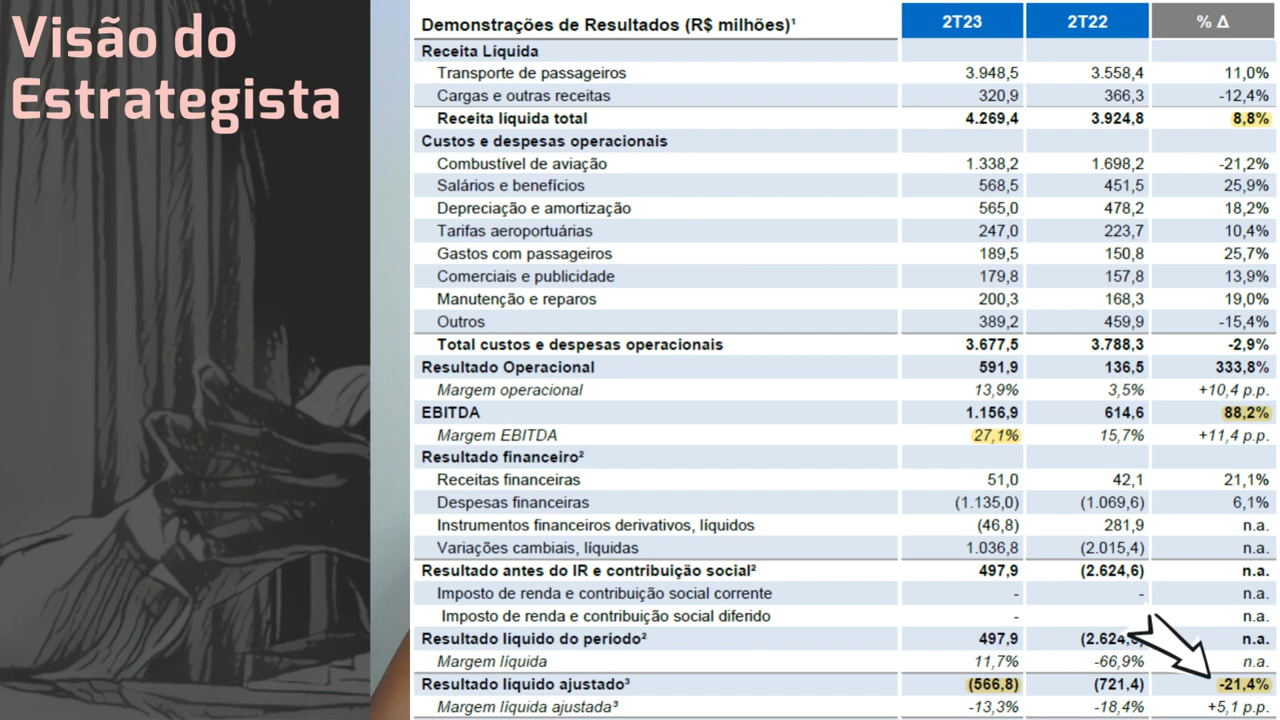 Visão do
Estrategista
Demonstrações de Resultados (R$ milhões)¹ 2T23 2T22 % Δ
Receita Líquida
Transporte de passageiros 3.948,5 3.558,4 11,0%
Cargas e outras receitas 320,9 366,3 -12,4%
Receita líquida total 4.269,4 3.924,8 8,8%
Custos e despesas operacionais
Combustível de aviação 1.338,2 1.698,2 -21,2%
Salários e benefícios 568,5 451,5 25,9%
Depreciação e amortização 565,0 478,2 18,2%
Tarifas aeroportuárias 247,0 223,7 10,4%
Gastos com passageiros 189,5 150,8 25,7%
Comerciais e publicidade 179,8 157,8 13,9%
Manutenção e reparos 200,3 168,3 19,0%
Outros 389,2 459,9 -15,4%
Total custos e despesas operacionais 3.677,5 3.788,3 -2,9%
Resultado Operacional 591,9 136,5 333,8%
Margem operacional 13,9% 3,5% +10,4 p.p.
EBITDA 1.156,9 614,6 88,2%
Margem EBITDA 27,1% 15,7% +11,4 p.p.
Resultado financeiro²
Receitas financeiras 51,0 42,1 21,1%
Despesas financeiras (1.135,0) (1.069,6) 6,1%
Instrumentos financeiros derivativos, líquidos (46,8) 281,9 n.a.
Variações cambiais, líquidas 1.036,8 (2.015,4) n.a.
Resultado antes do IR e contribuição social² 497,9 (2.624,6) n.a.
Imposto de renda e contribuição social corrente - - n.a.
Imposto de renda e contribuição social diferido - n.a.
Resultado líquido do período² 497,9 n.a.
Margem líquida 11,7% -66,9% n.a.
Resultado líquido ajustado³ (566,8) (721,4) -21,4%
Margem líquida ajustada³ -13,3% -18,4% +5,1 p.p.